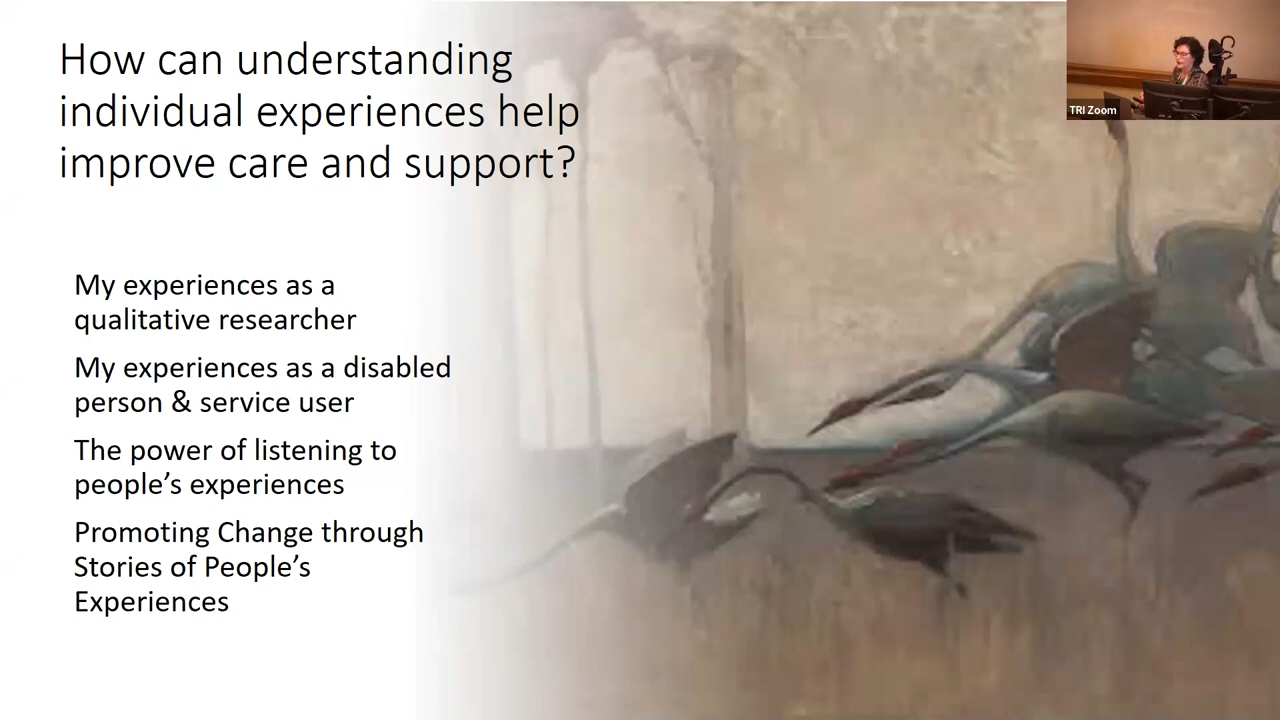 How can understanding
individual experiences help
improve care and support?
My experiences as a
qualitative researcher
My experiences as a disabled
person & service user
The power of listening to
people’s experiences
Promoting Change through
Stories of People’s
Experiences
TRI Zoom